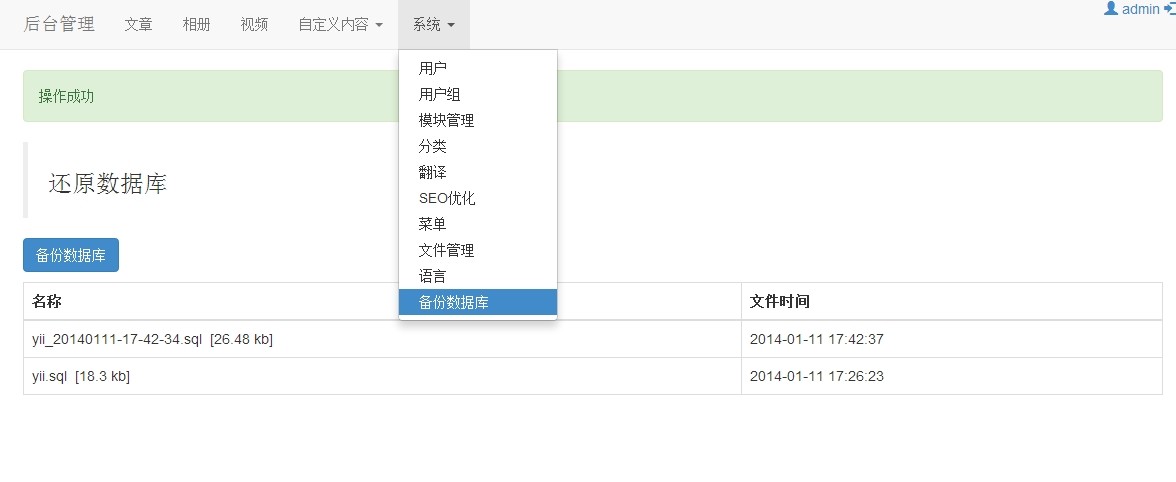 后台管理 文章 相册 视频 自定义内容 系统 admin
用户
用户组
模块管理
分类
翻译
SEO优化
菜单
文件管理
语言
备份数据库
操作成功
还原数据库
备份数据库
名称 文件时间
yii_20140111-17-42-34.sql [26.48 kb] 2014-01-11 17:42:37
yii.sql [18.3 kb] 2014-01-11 17:26:23